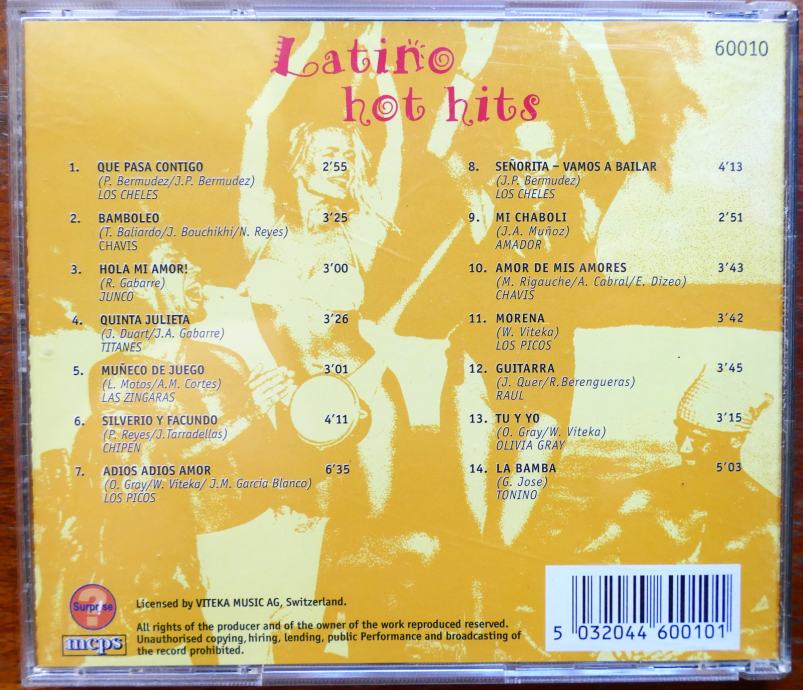 Latino
hot hits
60010
1. QUE PASA CONTIGO 2'55
(P. Bermudez/J.P. Bermudez)
LOS CHELES
2. BAMBOLEO 3'25
(T. Baliardo/J. Bouchikhi/N. Reyes)
CHAVIS
3. HOLA MI AMOR! 3'00
(R. Gabarre)
JUNCO
4. QUINTA JULIETA 3'26
(J. Duart/J.A. Gabarre)
TITANES
5. MUÑECO DE JUEGO 3'01
(L. Motos/A.M. Cortes)
LAS ZINGARAS
6. SILVERIO Y FACUNDO 4'11
(P. Reyes/J.Tarradellas)
CHIPEN
7. ADIOS ADIOS AMOR 6'35
(O. Gray/W. Viteka/ J.M. Garcia Blanco)
LOS PICOS
8. SEÑORITA – VAMOS A BAILAR 4'13
(J.P. Bermudez)
LOS CHELES
9. MI CHABOLI 2'51
(J.A. Muñoz)
AMADOR
10. AMOR DE MIS AMORES 3'43
(M. Rigauche/A. Cabral/E. Dizeo)
CHAVIS
11. MORENA 3'42
(W. Viteka)
LOS PICOS
12. GUITARRA 3'45
(J. Quer/R.Berengueras)
RAUL
13. TU Y YO 3'15
(O. Gray/W. Viteka)
OLIVIA GRAY
14. LA BAMBA 5'03
(G. Jose)
TONINO
Surprise
?
mcps
Licensed by VITEKA MUSIC AG, Switzerland.
All rights of the producer and of the owner of the work reproduced reserved.
Unauthorised copying, hiring, lending, public Performance and broadcasting of
the record prohibited.
5 032044 600101